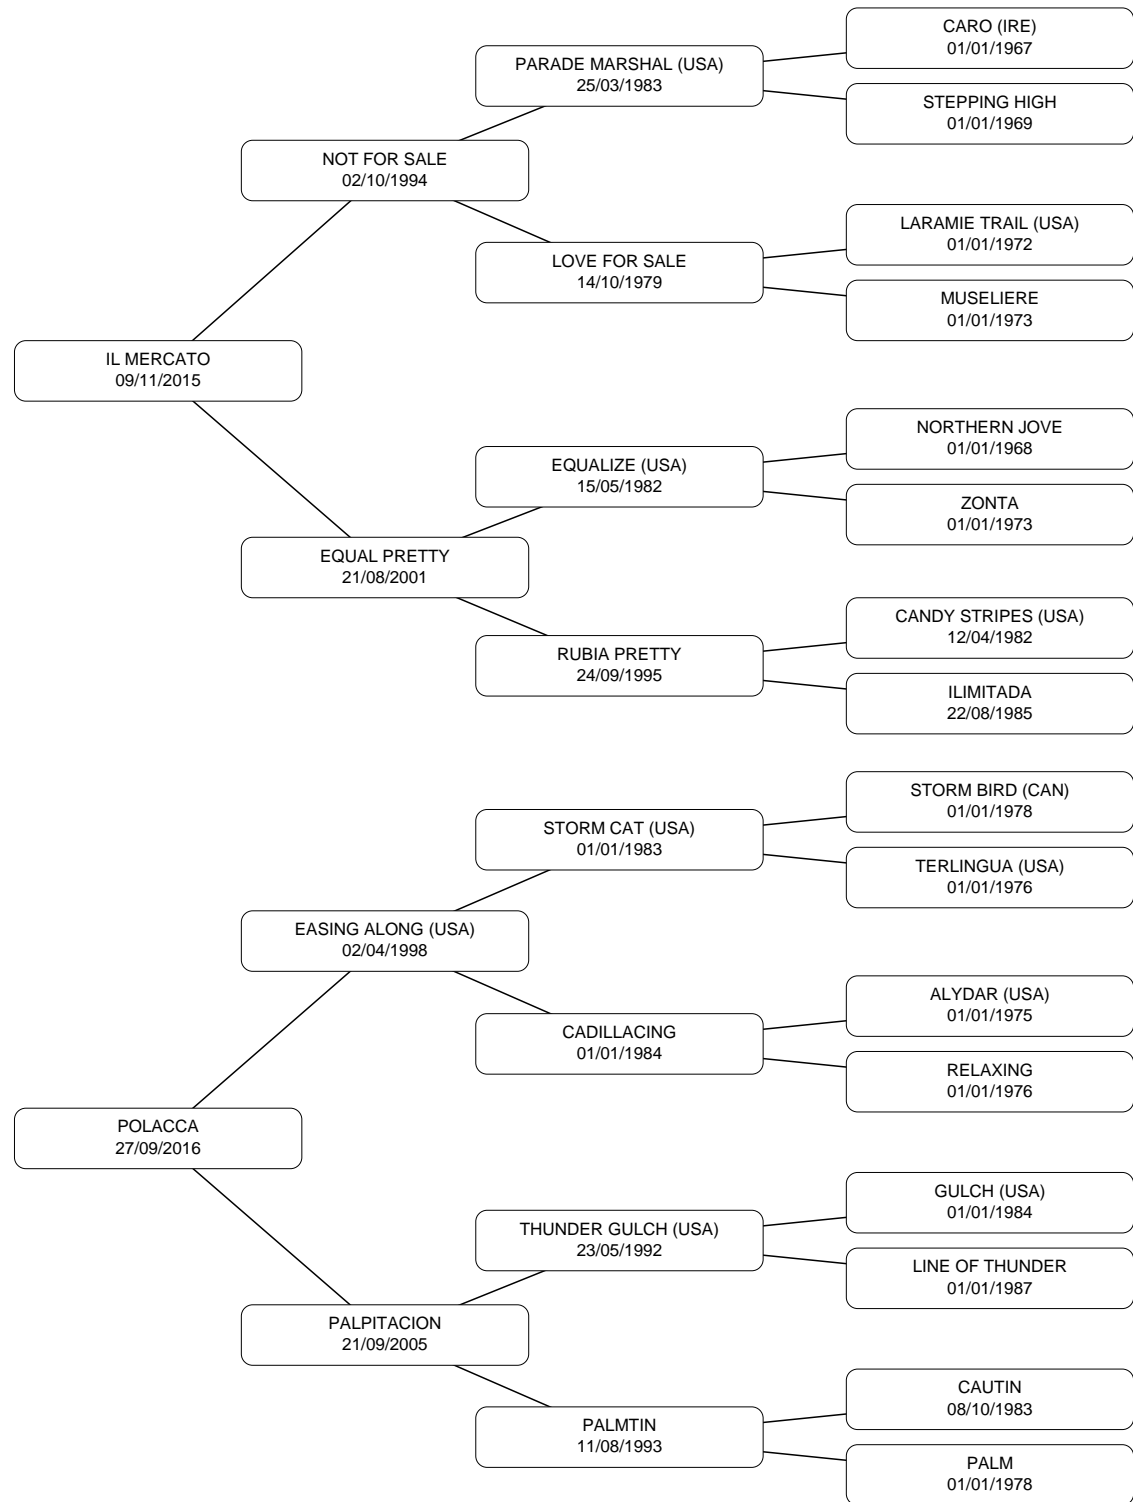 CARO (IRE)
01/01/1967
PARADE MARSHAL (USA)
25/03/1983
STEPPING HIGH
01/01/1969
NOT FOR SALE
02/10/1994
LARAMIE TRAIL (USA)
01/01/1972
LOVE FOR SALE
14/10/1979
MUSELIERE
01/01/1973
IL MERCATO
09/11/2015
NORTHERN JOVE
01/01/1968
EQUALIZE (USA)
15/05/1982
ZONTA
01/01/1973
EQUAL PRETTY
21/08/2001
CANDY STRIPES (USA)
12/04/1982
RUBIA PRETTY
24/09/1995
ILIMITADA
22/08/1985
STORM BIRD (CAN)
01/01/1978
STORM CAT (USA)
01/01/1983
TERLINGUA (USA)
01/01/1976
EASING ALONG (USA)
02/04/1998
ALYDAR (USA)
01/01/1975
CADILLACING
01/01/1984
RELAXING
01/01/1976
POLACCA
27/09/2016
GULCH (USA)
01/01/1984
THUNDER GULCH (USA)
23/05/1992
LINE OF THUNDER
01/01/1987
PALPITACION
21/09/2005
CAUTIN
08/10/1983
PALMTIN
11/08/1993
PALM
01/01/1978